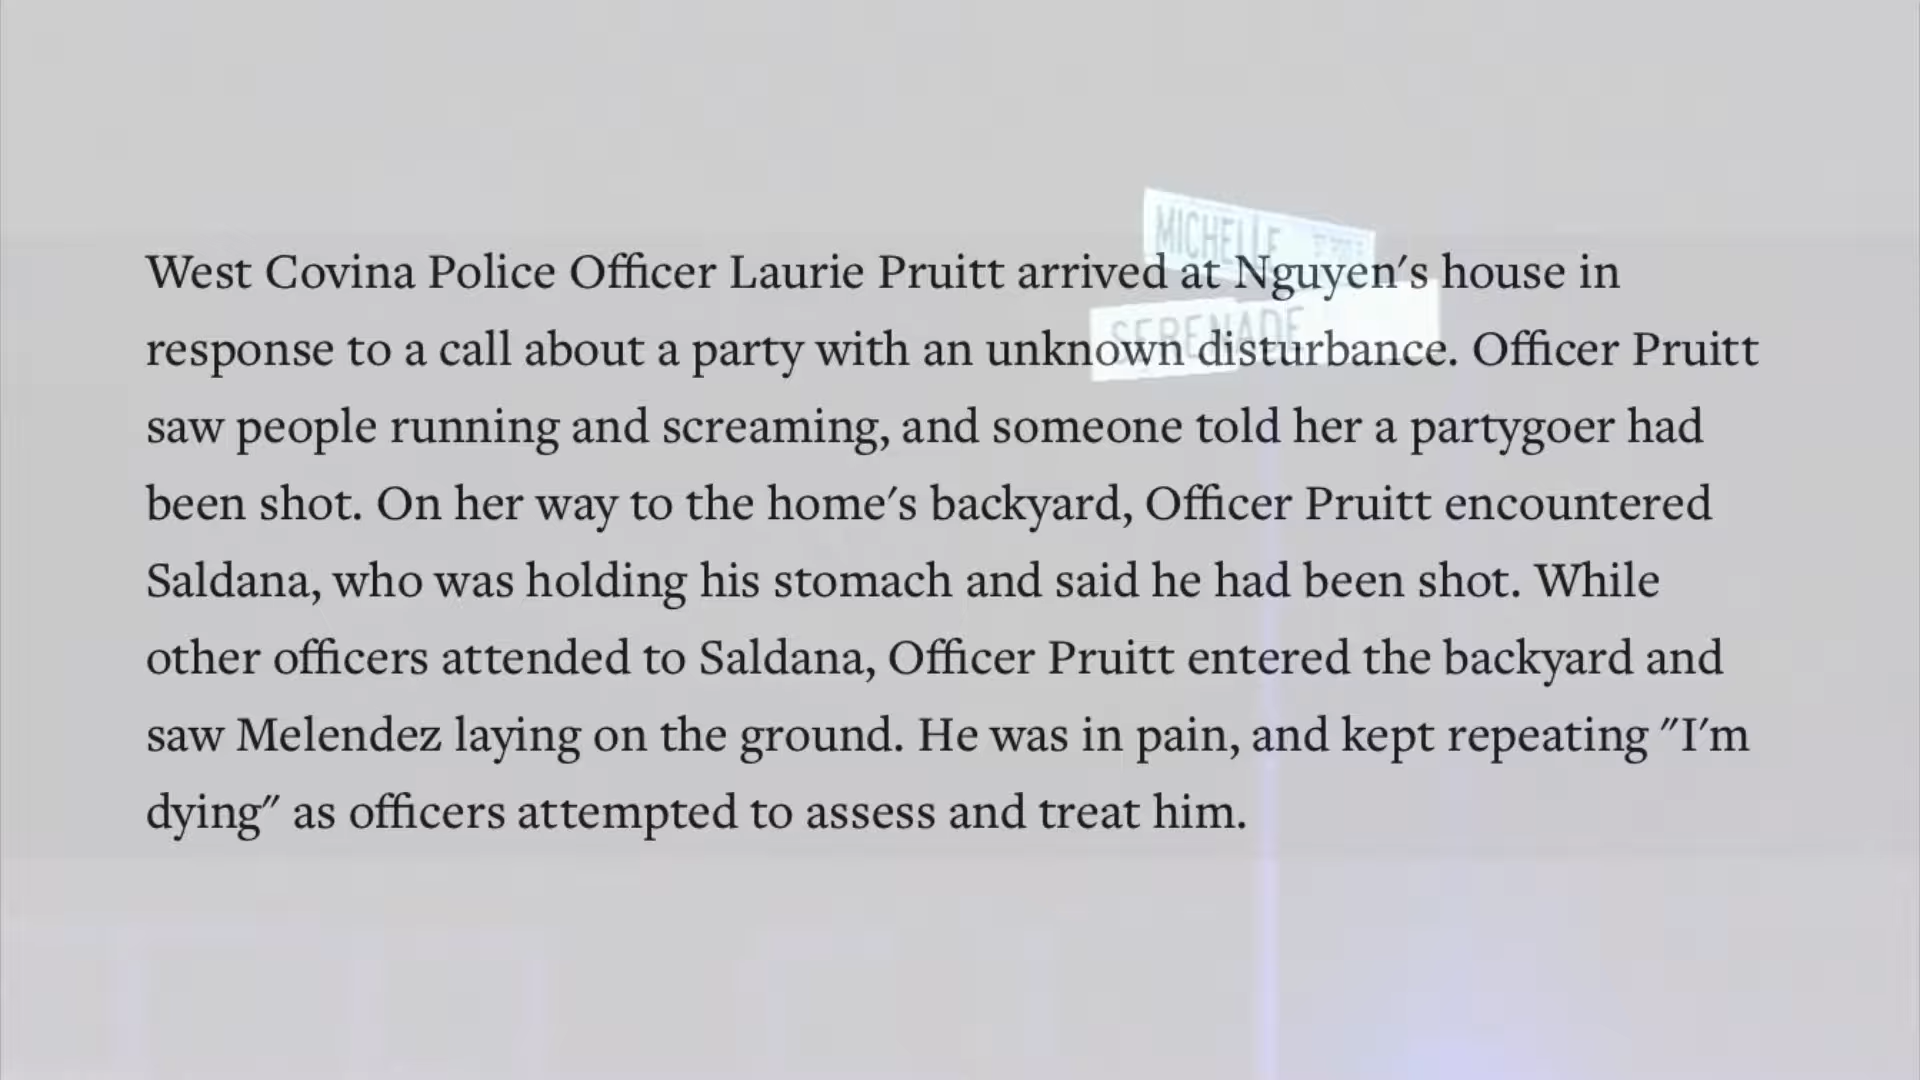 MICHELLE
West Covina Police Officer Laurie Pruitt arrived at Nguyen's house in
SERENADE
response to a call about a party with an unknown disturbance. Officer Pruitt
saw people running and screaming, and someone told her a partygoer had
been shot. On her way to the home's backyard, Officer Pruitt encountered
Saldana, who was holding his stomach and said he had been shot. While
other officers attended to Saldana, Officer Pruitt entered the backyard and
saw Melendez laying on the ground. He was in pain, and kept repeating "I'm
dying" as officers attempted to assess and treat him.